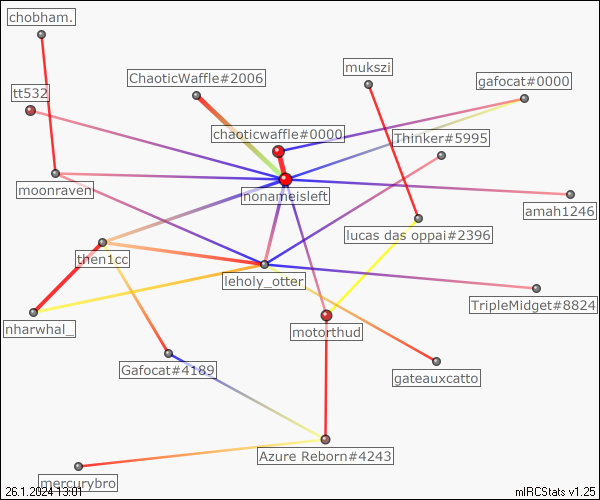 chobham.
ChaoticWaffle#2006
mukszi
gafocat#0000
tt532
chaoticwaffle#0000
Thinker#5995
moonraven
nonameisleft
amah1246
lucas das oppai#2396
then1cc
leholy_otter
TripleMidget#8824
nharwhal_
motorthud
Gafocat#4189
gateauxcatto
Azure Reborn#4243
mercurybro
26.1.2024 13:01
mIRCStats v1.25